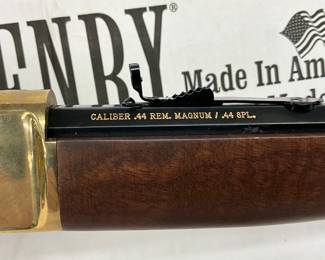 ENRY
Made In Am
CALIBER .44 REM. MAGNUM / .44 SPL.